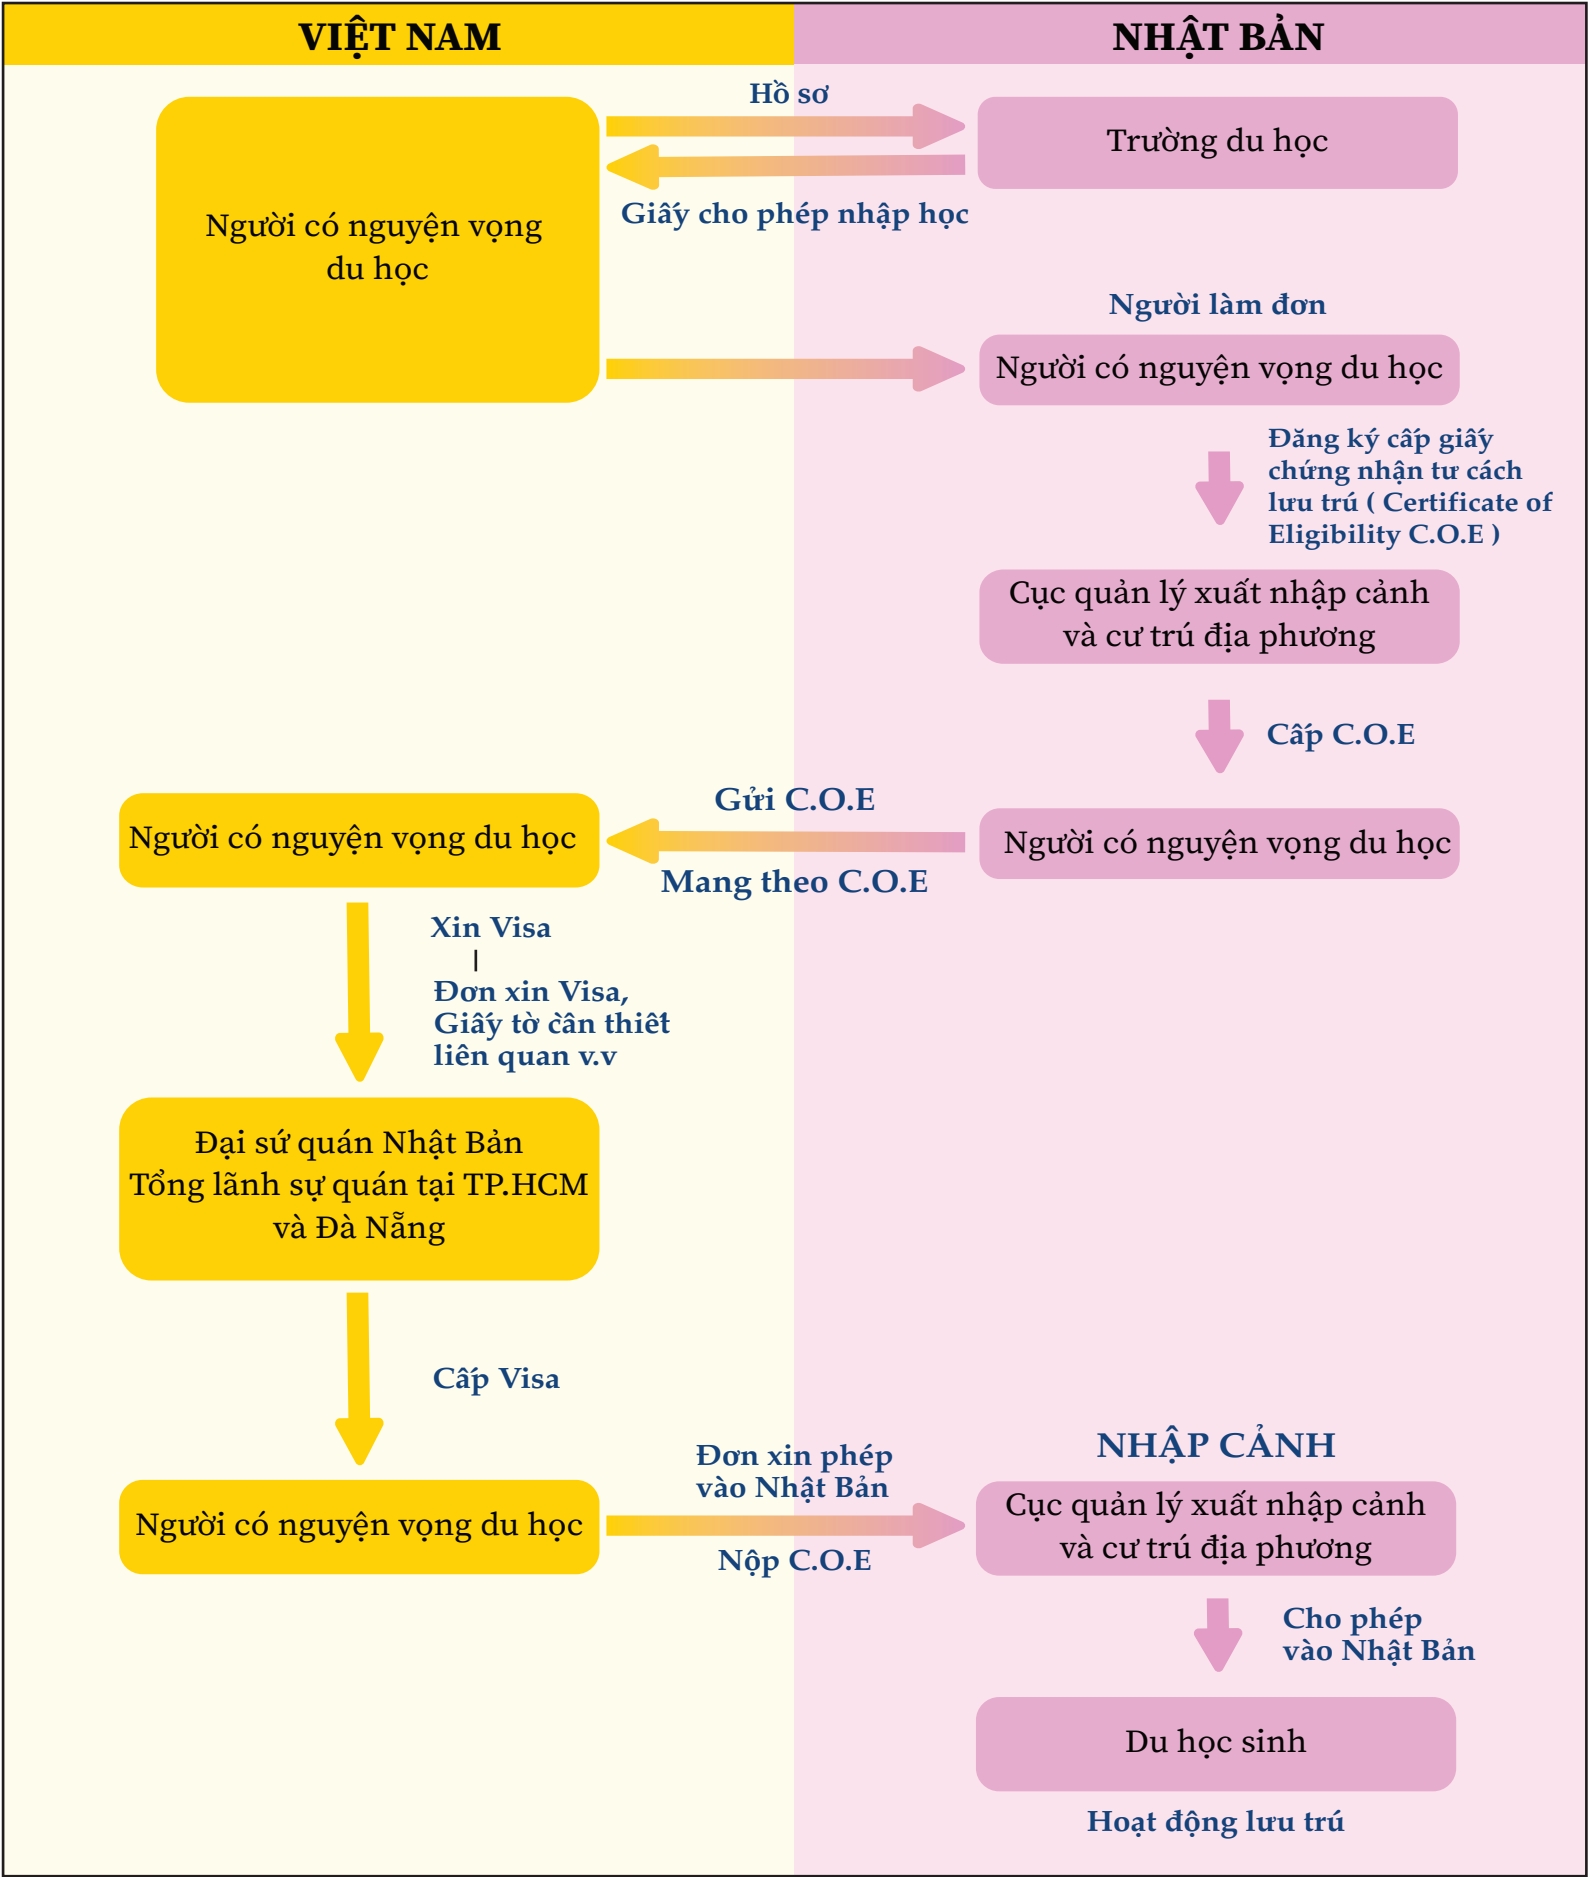 VIỆT NAM
NHẬT BẢN
Hồ sơ
Trường du học
Giấy cho phép nhập học
Người có nguyện vọng
du học
Người làm đơn
Người có nguyện vọng du học
Đăng ký cấp giấy
chứng nhận tư cách
lưu trú ( Certificate of
Eligibility C.O.E )
Cục quản lý xuất nhập cảnh
và cư trú địa phương
Cấp C.O.E
Gửi C.O.E
Người có nguyện vọng du học
Người có nguyện vọng du học
Mang theo C.O.E
Xin Visa
Đơn xin Visa,
Giấy tờ cần thiết
liên quan v.v
Đại sứ quán Nhật Bản
Tổng lãnh sự quán tại TP.HCM
và Đà Nẵng
Cấp Visa
Đơn xin phép
vào Nhật Bản
NHẬP CẢNH
Người có nguyện vọng du học
Cục quản lý xuất nhập cảnh
và cư trú địa phương
Nộp C.O.E
Cho phép
vào Nhật Bản
Du học sinh
Hoạt động lưu trú